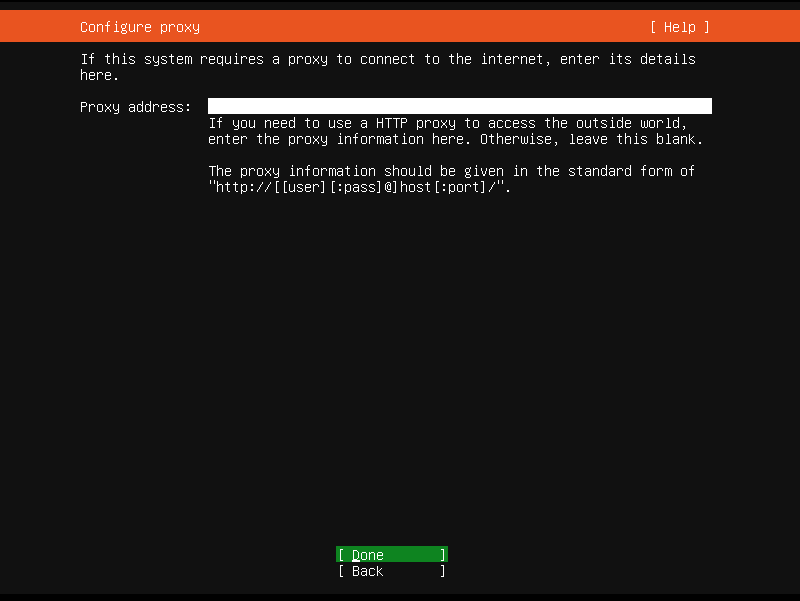 Configure proxy [ Help ]
If this system requires a proxy to connect to the internet, enter its details
here.
Proxy address:
If you need to use a HTTP proxy to access the outside world,
enter the proxy information here. Otherwise, leave this blank.
The proxy information should be given in the standard form of
"http://[[user][:pass]@]host[:port]/".
[ Done ]
[ Back ]